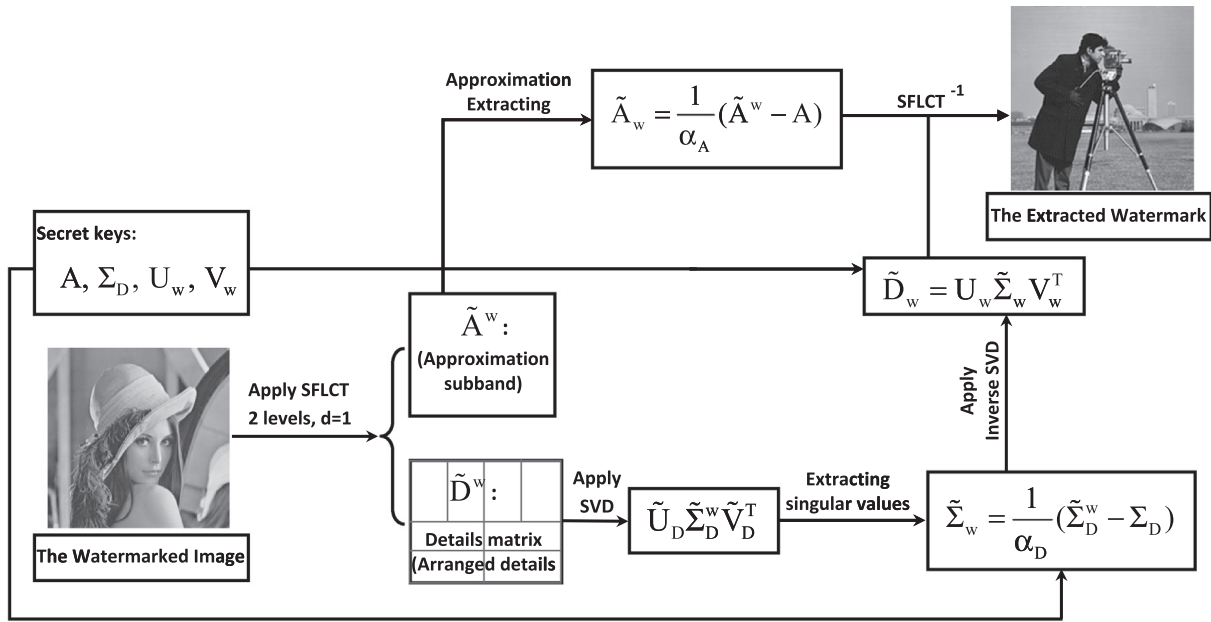 Approximation
Extracting
Ã_w = 1/α_A (Ã^w − A)
SFLCT ⁻¹
The Extracted Watermark
Secret keys:
A, Σ_D, U_w, V_w
D̃_w = U_w Σ̃_w V_w^T
Ã^w :
(Approximation
subband)
Apply SFLCT
2 levels, d=1
The Watermarked Image
D̃^w :
Details matrix
(Arranged details
Apply
SVD
Ũ_D Σ̃_D^w Ṽ_D^T
Extracting
singular values
Σ̃_w = 1/α_D (Σ̃_D^w − Σ_D)
Apply
Inverse SVD